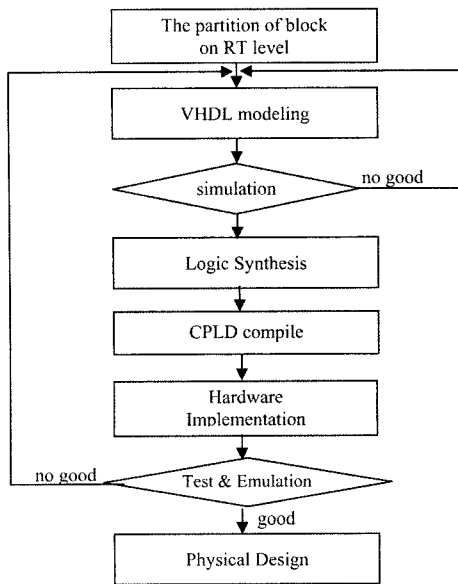 The partition of block
on RT level
VHDL modeling
simulation
no good
Logic Synthesis
CPLD compile
Hardware
Implementation
no good
Test & Emulation
good
Physical Design